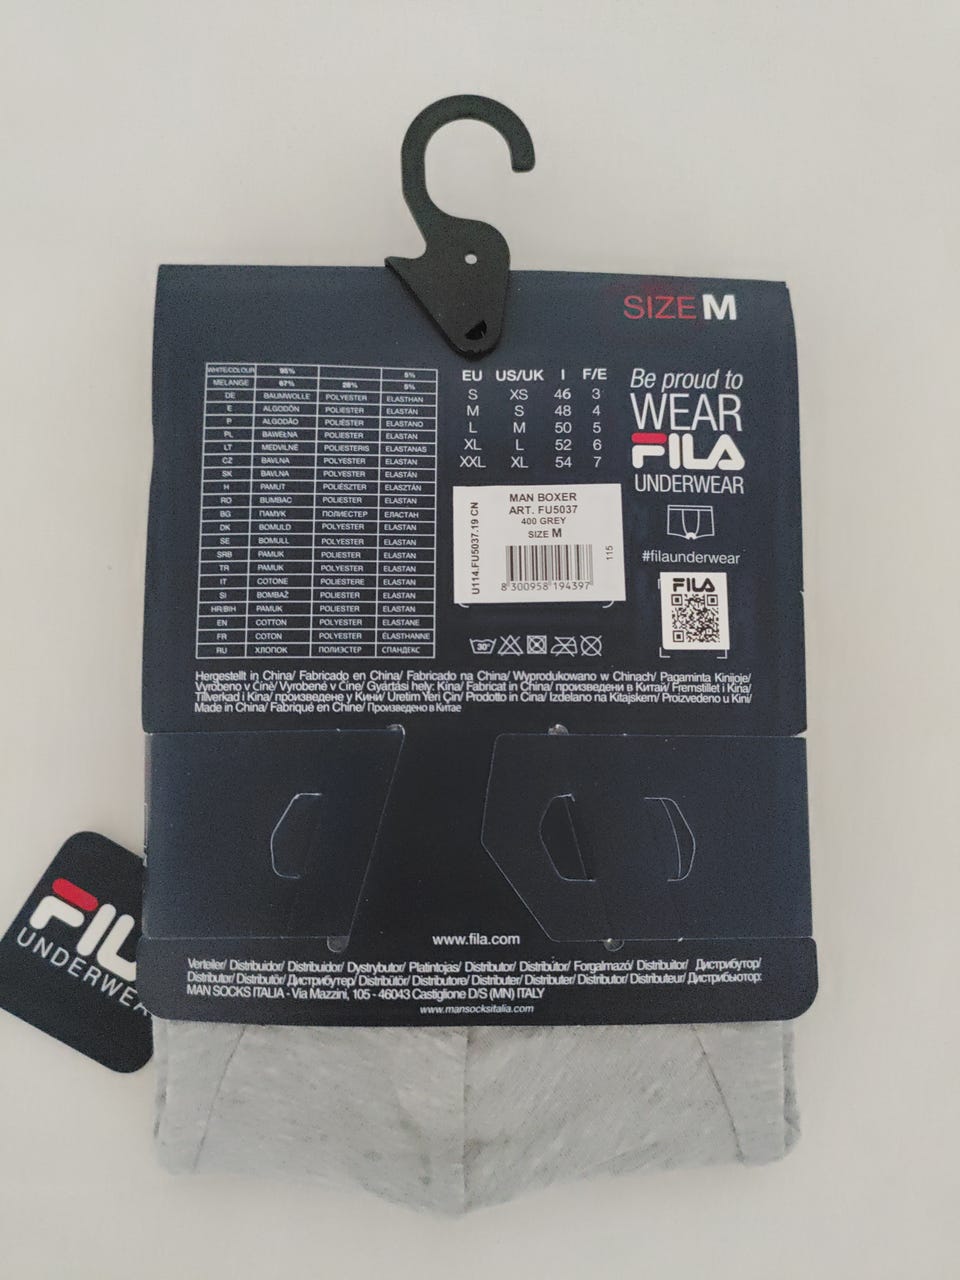 SIZE M
WHITE/COLOUR 95% 5%
MELANGE 67% 28% 5%
DE BAUMWOLLE POLYESTER ELASTHAN
E ALGODÓN POLIESTER ELASTÁN
P ALGODÃO POLIÉSTER ELASTANO
PL BAWEŁNA POLIESTER ELASTAN
LT MEDVILNE POLIESTERIS ELASTANAS
CZ BAVLNA POLYESTER ELASTAN
SK BAVLNA POLYESTER ELASTÁN
H PAMUT POLIÉSZTER ELASZTÁN
RO BUMBAC POLIESTER ELASTAN
BG ПАМУК ПОЛИЕСТЕР ЕЛАСТАН
DK BOMULD POLYESTER ELASTAN
SE BOMULL POLYESTER ELASTAN
SRB PAMUK POLIESTER ELASTAN
TR PAMUK POLYESTER ELASTAN
IT COTONE POLIESTERE ELASTAN
SI BOMBAŽ POLIESTER ELASTAN
HR/BIH PAMUK POLIESTER ELASTAN
EN COTTON POLYESTER ELASTANE
FR COTON POLYESTER ÉLASTHANNE
RU ХЛОПОК ПОЛИЭСТЕР СПАНДЕКС
EU US/UK I F/E
S XS 46 3
M S 48 4
L M 50 5
XL L 52 6
XXL XL 54 7
Be proud to
WEAR
FILA
UNDERWEAR
#filaunderwear
FILA
U114.FU5037.19 CN
MAN BOXER
ART. FU5037
400 GREY
SIZE M
115
8 300958 194397
30°
Hergestellt in China/ Fabricado en China/ Fabricado na China/ Wyprodukowano w Chinach/ Pagaminta Kinijoje/
Vyrobeno v Číně/ Vyrobené v Číne/ Gyártási hely: Kína/ Fabricat in China/ произведени в Китай/ Fremstillet i Kina/
Tillverkad i Kina/ произведене у Кини/ Uretim Yeri Çin/ Prodotto in Cina/ Izdelano na Kitajskem/ Proizvedeno u Kini/
Made in China/ Fabriqué en Chine/ Произведено в Китае
www.fila.com
Verteiler/ Distribuidor/ Distribuidor/ Dystrybutor/ Platintojas/ Distributor/ Distribútor/ Forgalmazó/ Distribuitor/ Дистрибутор/
Distributør/ Distributör/ Дистрибутер/ Distribütör/ Distributore/ Distributer/ Distributer/ Distributor/ Distributeur/ Дистрибьютор:
MAN SOCKS ITALIA - Via Mazzini, 105 - 46043 Castiglione D/S (MN) ITALY
www.mansocksitalia.com
FIL
UNDERWEA